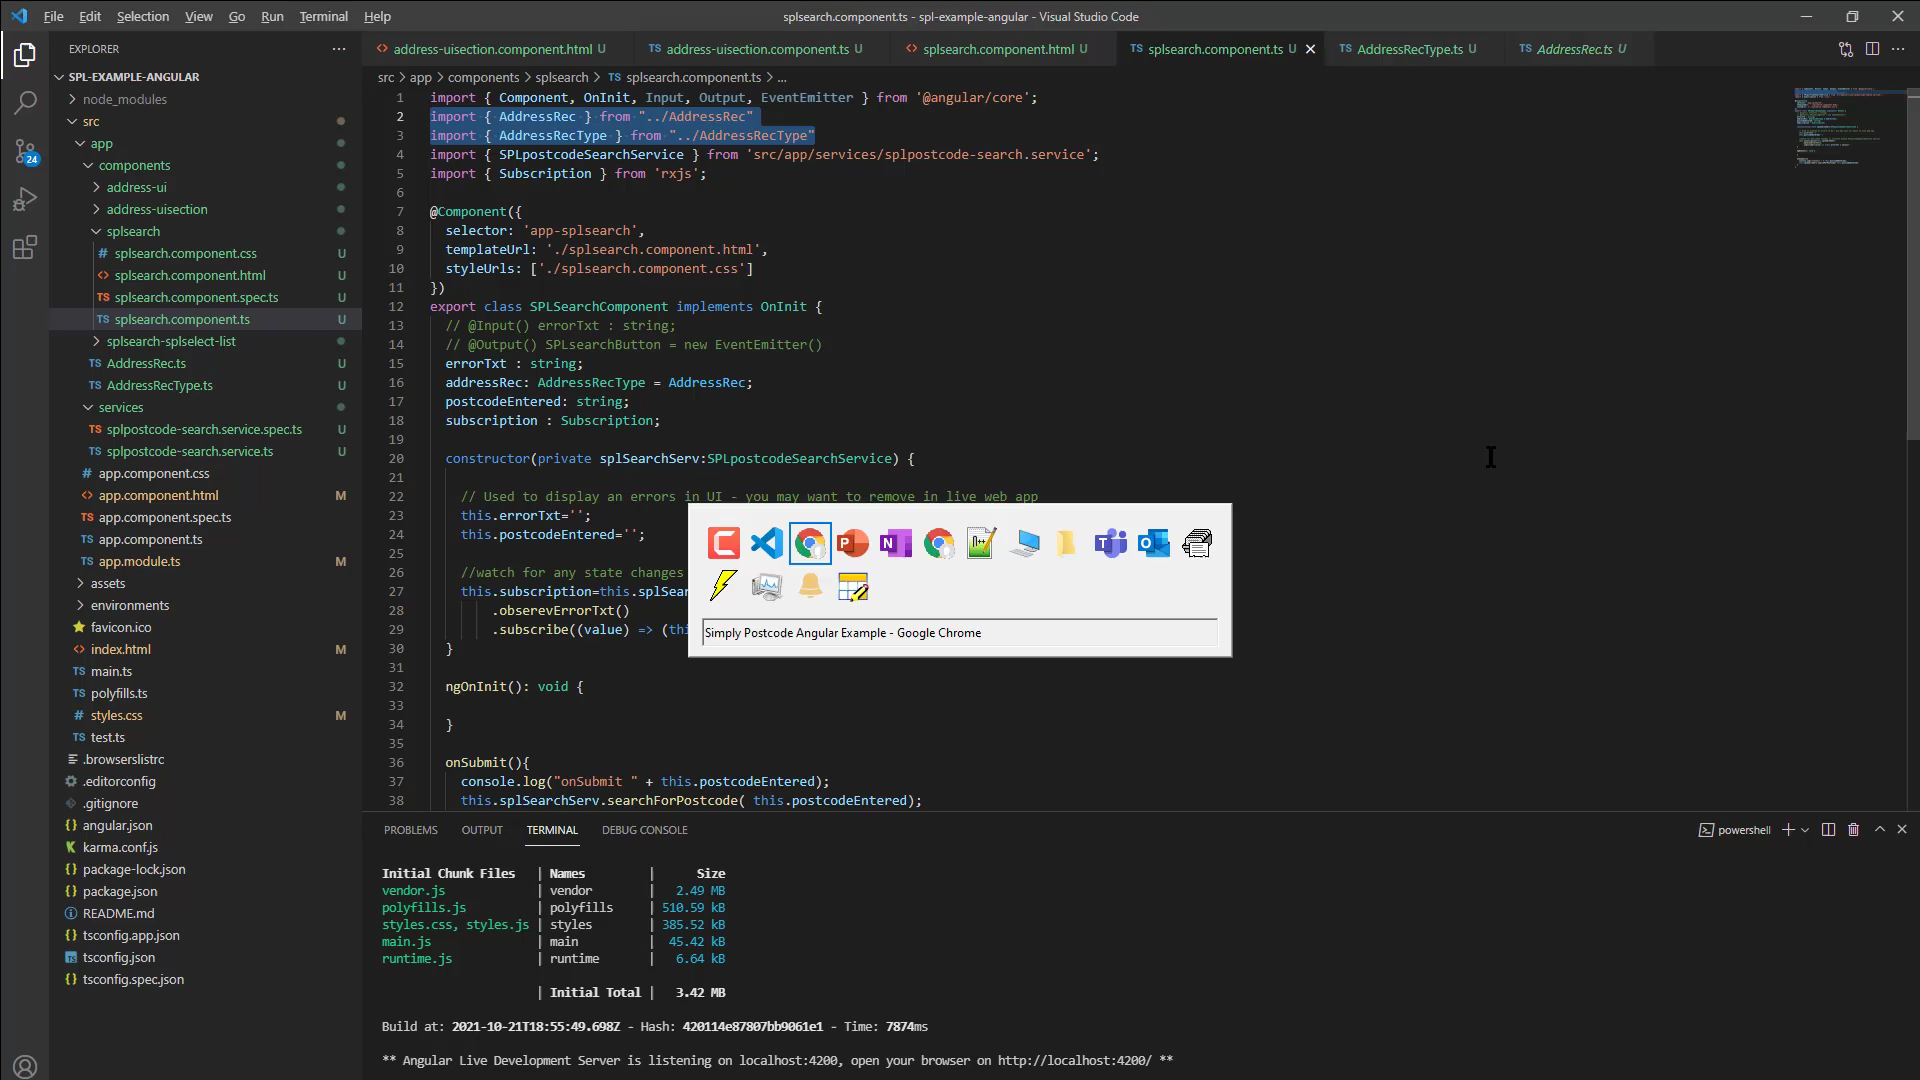 File Edit Selection View Go Run Terminal Help
splsearch.component.ts - spl-example-angular - Visual Studio Code
EXPLORER
SPL-EXAMPLE-ANGULAR
node_modules
src
app
components
address-ui
address-uisection
splsearch
splsearch.component.css U
splsearch.component.html U
splsearch.component.spec.ts U
splsearch.component.ts U
splsearch-splselect-list
AddressRec.ts U
AddressRecType.ts U
services
splpostcode-search.service.spec.ts U
splpostcode-search.service.ts U
app.component.css
app.component.html M
app.component.spec.ts
app.component.ts
app.module.ts M
assets
environments
favicon.ico
index.html M
main.ts
polyfills.ts
styles.css M
test.ts
.browserslistrc
.editorconfig
.gitignore
angular.json
karma.conf.js
package-lock.json
package.json
README.md
tsconfig.app.json
tsconfig.json
tsconfig.spec.json
24
address-uisection.component.html U
address-uisection.component.ts U
splsearch.component.html U
splsearch.component.ts U
AddressRecType.ts U
AddressRec.ts U
src > app > components > splsearch > TS splsearch.component.ts > ...
1 import { Component, OnInit, Input, Output, EventEmitter } from '@angular/core';
2 import { AddressRec } from "../AddressRec"
3 import { AddressRecType } from "../AddressRecType"
4 import { SPLpostcodeSearchService } from 'src/app/services/splpostcode-search.service';
5 import { Subscription } from 'rxjs';
6
7 @Component({
8 selector: 'app-splsearch',
9 templateUrl: './splsearch.component.html',
10 styleUrls: ['./splsearch.component.css']
11 })
12 export class SPLSearchComponent implements OnInit {
13 // @Input() errorTxt : string;
14 // @Output() SPLsearchButton = new EventEmitter()
15 errorTxt : string;
16 addressRec: AddressRecType = AddressRec;
17 postcodeEntered: string;
18 subscription : Subscription;
19
20 constructor(private splSearchServ:SPLpostcodeSearchService) {
21
22 // Used to display an errors in UI - you may want to remove in live web app
23 this.errorTxt='';
24 this.postcodeEntered='';
25
26 //watch for any state changes
27 this.subscription=this.splSear
28 .obserevErrorTxt()
29 .subscribe((value) => (thi
30 }
31
32 ngOnInit(): void {
33
34 }
35
36 onSubmit(){
37 console.log("onSubmit " + this.postcodeEntered);
38 this.splSearchServ.searchForPostcode( this.postcodeEntered);
Simply Postcode Angular Example - Google Chrome
PROBLEMS OUTPUT TERMINAL DEBUG CONSOLE
powershell
Initial Chunk Files | Names | Size
vendor.js | vendor | 2.49 MB
polyfills.js | polyfills | 510.59 kB
styles.css, styles.js | styles | 385.52 kB
main.js | main | 45.42 kB
runtime.js | runtime | 6.64 kB
| Initial Total | 3.42 MB
Build at: 2021-10-21T18:55:49.698Z - Hash: 420114e87807bb9061e1 - Time: 7874ms
** Angular Live Development Server is listening on localhost:4200, open your browser on http://localhost:4200/ **